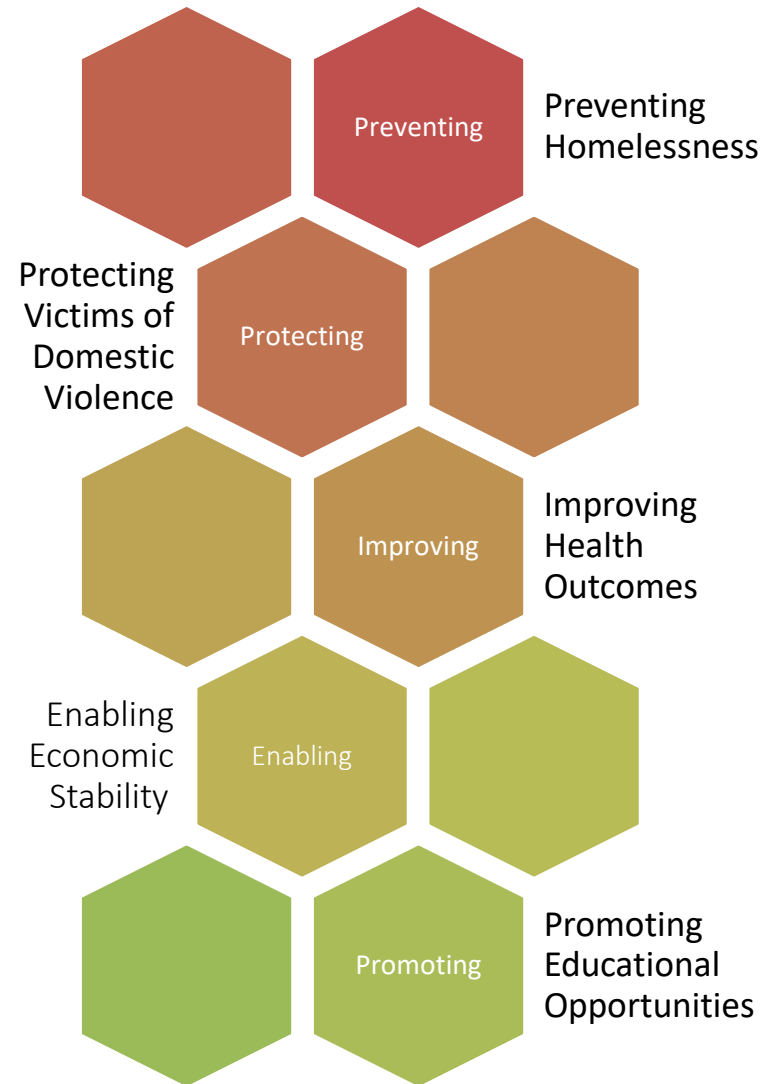 Preventing
Preventing
Homelessness
Protecting
Victims of
Domestic
Violence
Protecting
Improving
Improving
Health
Outcomes
Enabling
Economic
Stability
Enabling
Promoting
Promoting
Educational
Opportunities